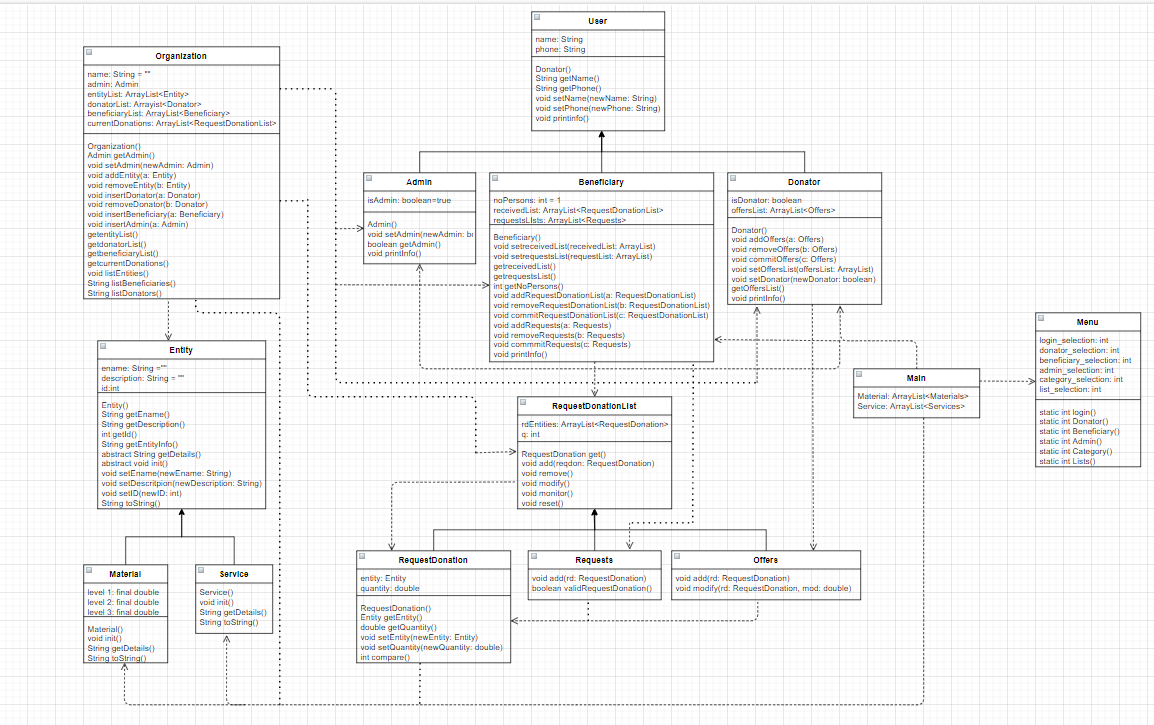 User
name: String
phone: String
Donator()
String getName()
String getPhone()
void setName(newName: String)
void setPhone(newPhone: String)
void printinfo()
Organization
name: String = ""
admin: Admin
entityList: ArrayList<Entity>
donatorList: Arrayist<Donator>
beneficiaryList: ArrayList<Beneficiary>
currentDonations: ArrayList<RequestDonationList>
Organization()
Admin getAdmin()
void setAdmin(newAdmin: Admin)
void addEntity(a: Entity)
void removeEntity(b: Entity)
void insertDonator(a: Donator)
void removeDonator(b: Donator)
void insertBeneficiary(a: Beneficiary)
void insertAdmin(a: Admin)
getentityList()
getdonatorList()
getbeneficiaryList()
getcurrentDonations()
void listEntities()
String listBeneficiaries()
String listDonators()
Admin
isAdmin: boolean=true
Admin()
void setAdmin(newAdmin: bo
boolean getAdmin()
void printInfo()
Beneficiary
noPersons: int = 1
receivedList: ArrayList<RequestDonationList>
requestsLIsts: ArrayList<Requests>
Beneficiary()
void setreceivedList(receivedList: ArrayList)
void setrequestsList(requestList: ArrayList)
getreceivedList()
getrequestsList()
int getNoPersons()
void addRequestDonationList(a: RequestDonationList)
void removeRequestDonationList(b: RequestDonationList)
void commitRequestDonationList(c: RequestDonationList)
void addRequests(a: Requests)
void removeRequests(b: Requests)
void commmitRequests(c: Requests)
void printInfo()
Donator
isDonator: boolean
offersList: ArrayList<Offers>
Donator()
void addOffers(a: Offers)
void removeOffers(b: Offers)
void commitOffers(c: Offers)
void setOffersList(offersList: ArrayList)
void setDonator(newDonator: boolean)
getOffersList()
void printInfo()
Menu
login_selection: int
donator_selection: int
beneficiary_selection: int
admin_selection: int
category_selection: int
list_selection: int
static int login()
static int Donator()
static int Beneficiary()
static int Admin()
static int Category()
static int Lists()
Entity
ename: String =""
description: String = ""
id:int
Entity()
String getEname()
String getDescription()
int getId()
String getEntityInfo()
abstract String getDetails()
abstract void init()
void setEname(newEname: String)
void setDescritpion(newDescription: String)
void setID(newID: int)
String toString()
Main
Material: ArrayList<Materials>
Service: ArrayList<Services>
RequestDonationList
rdEntities: ArrayList<RequestDonation>
q: int
RequestDonation get()
void add(reqdon: RequestDonation)
void remove()
void modify()
void monitor()
void reset()
Material
level 1: final double
level 2: final double
level 3: final double
Material()
void init()
String getDetails()
String toString()
Service
Service()
void init()
String getDetails()
String toString()
RequestDonation
entity: Entity
quantity: double
RequestDonation()
Entity getEntity()
double getQuantity()
void setEntity(newEntity: Entity)
void setQuantity(newQuantity: double)
int compare()
Requests
void add(rd: RequestDonation)
boolean validRequestDonation()
Offers
void add(rd: RequestDonation)
void modify(rd: RequestDonation, mod: double)